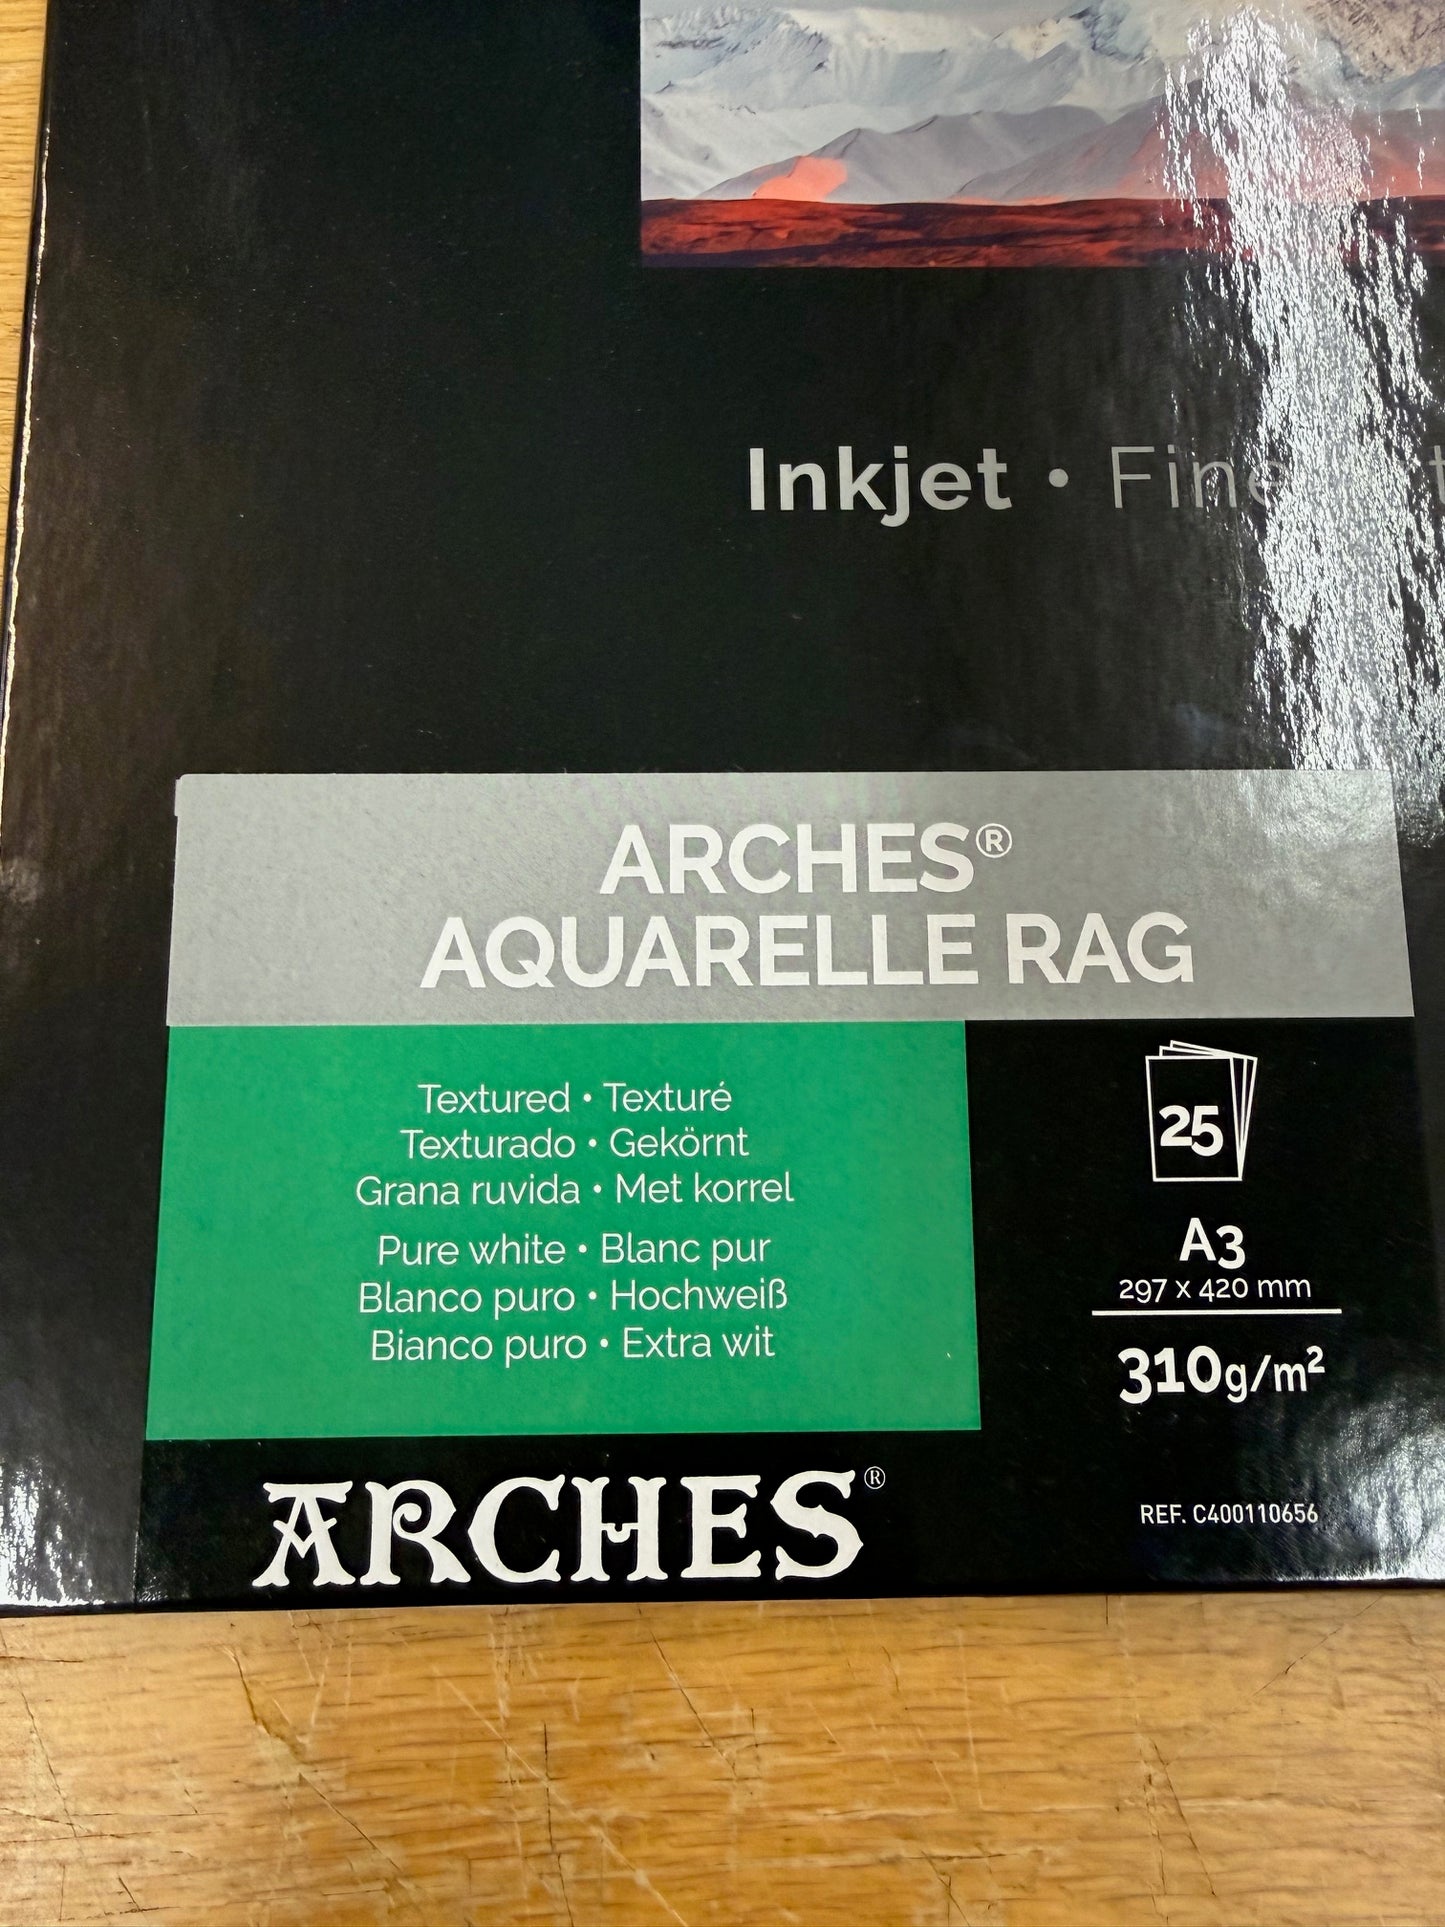 Inkjet • Fine
ARCHES®
AQUARELLE RAG
Textured • Texturé
Texturado • Gekörnt
Grana ruvida • Met korrel
Pure white • Blanc pur
Blanco puro • Hochweiß
Bianco puro • Extra wit
25
A3
297 x 420 mm
310g/m²
ARCHES®
REF. C400110656